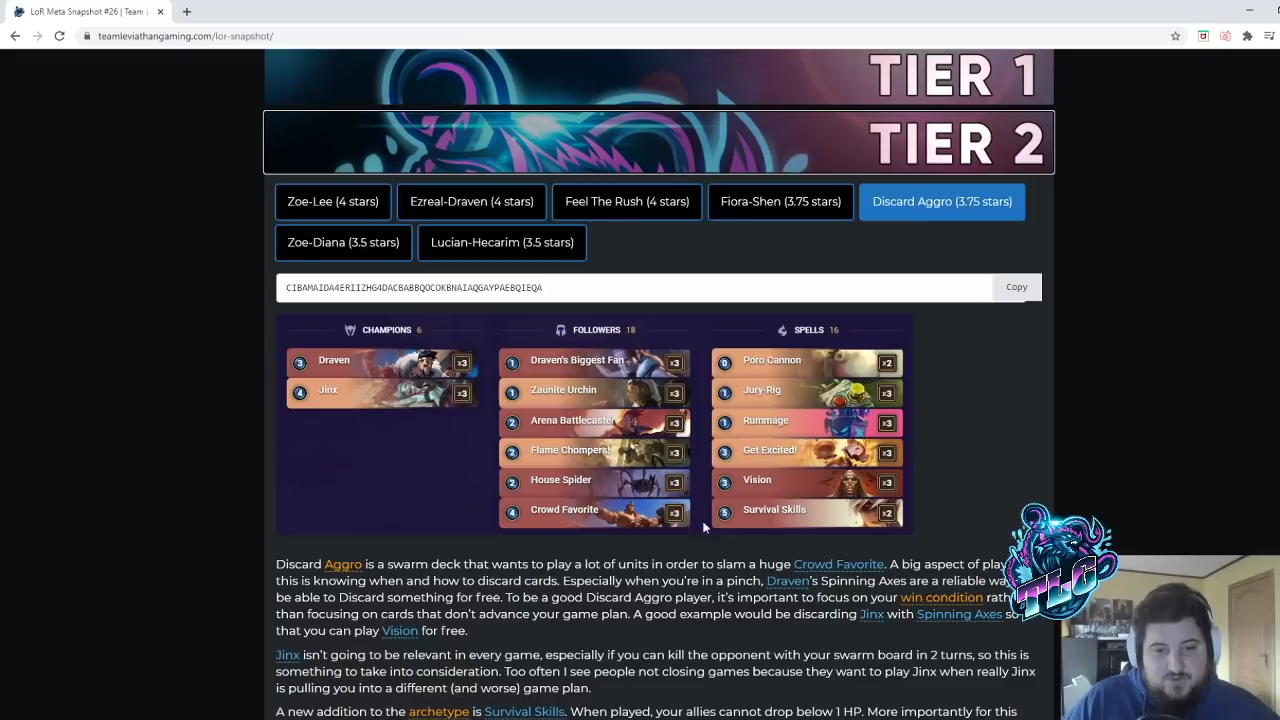 LoR Meta Snapshot #26 | Team L
teamleviathangaming.com/lor-snapshot/
TIER 1
TIER 2
Zoe-Lee (4 stars)
Ezreal-Draven (4 stars)
Feel The Rush (4 stars)
Fiora-Shen (3.75 stars)
Discard Aggro (3.75 stars)
Zoe-Diana (3.5 stars)
Lucian-Hecarim (3.5 stars)
CIBAMAIDA4ERIIZHG4DACBABBQOCOKBNAIAQGAYPAEBQIEQA
Copy
CHAMPIONS 6
3 Draven x3
4 Jinx x3
FOLLOWERS 18
1 Draven's Biggest Fan x3
1 Zaunite Urchin x3
2 Arena Battlecaster x3
2 Flame Chompers! x3
2 House Spider x3
4 Crowd Favorite x3
SPELLS 16
0 Poro Cannon x2
1 Jury-Rig x3
1 Rummage x3
3 Get Excited! x3
3 Vision x3
5 Survival Skills x2
Discard Aggro is a swarm deck that wants to play a lot of units in order to slam a huge Crowd Favorite. A big aspect of pla
this is knowing when and how to discard cards. Especially when you're in a pinch, Draven's Spinning Axes are a reliable wa
be able to Discard something for free. To be a good Discard Aggro player, it's important to focus on your win condition rath
than focusing on cards that don't advance your game plan. A good example would be discarding Jinx with Spinning Axes so
that you can play Vision for free.
Jinx isn't going to be relevant in every game, especially if you can kill the opponent with your swarm board in 2 turns, so this is
something to take into consideration. Too often I see people not closing games because they want to play Jinx when really Jinx
is pulling you into a different (and worse) game plan.
A new addition to the archetype is Survival Skills. When played, your allies cannot drop below 1 HP. More importantly for this
TLG